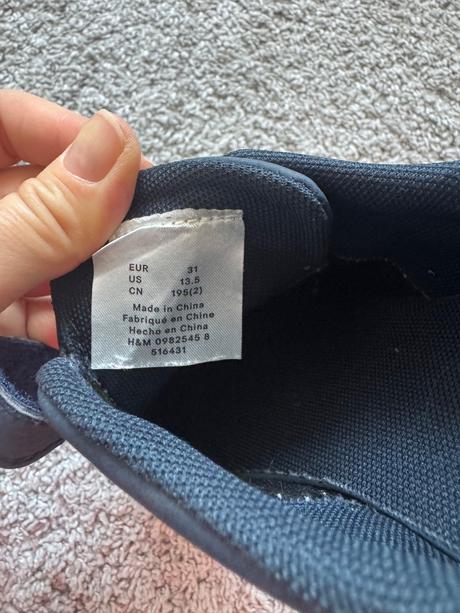 EUR 31
US 13.5
CN 195(2)
Made in China
Fabriqué en Chine
Hecho en China
H&M 0982545 8
516431